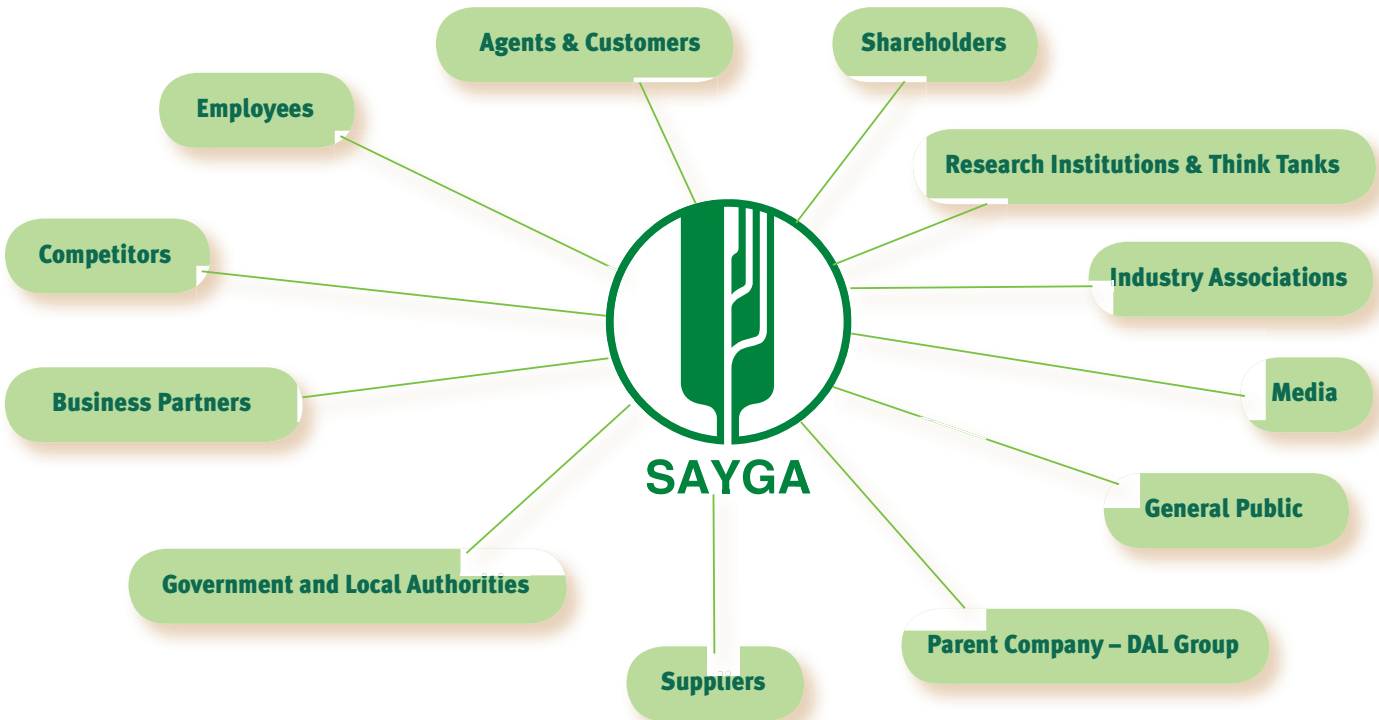 Agents & Customers
Shareholders
Employees
Research Institutions & Think Tanks
Competitors
Industry Associations
Media
Business Partners
SAYGA
General Public
Government and Local Authorities
Parent Company – DAL Group
Suppliers